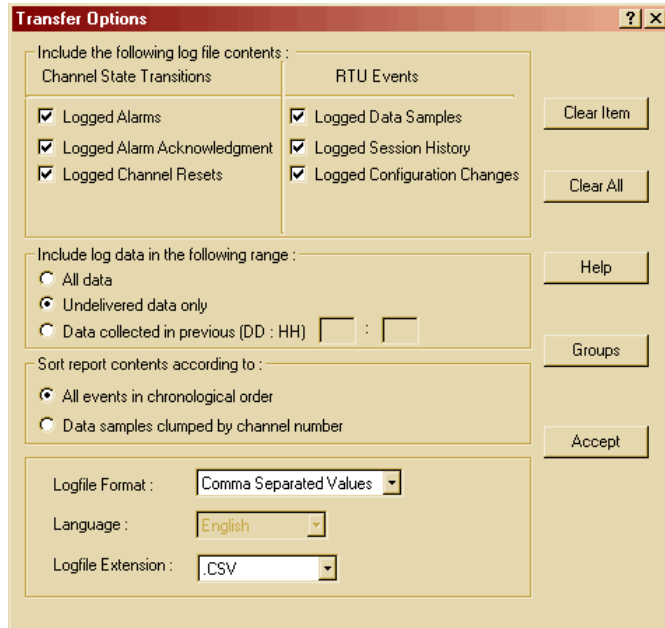 Transfer Options
Include the following log file contents :
Channel State Transitions
RTU Events
Logged Alarms
Logged Data Samples
Clear Item
Logged Alarm Acknowledgment
Logged Session History
Logged Channel Resets
Logged Configuration Changes
Clear All
Include log data in the following range :
All data
Help
Undelivered data only
Data collected in previous (DD : HH)
:
Groups
Sort report contents according to :
All events in chronological order
Data samples clumped by channel number
Accept
Logfile Format :
Comma Separated Values
Language :
English
Logfile Extension :
.CSV